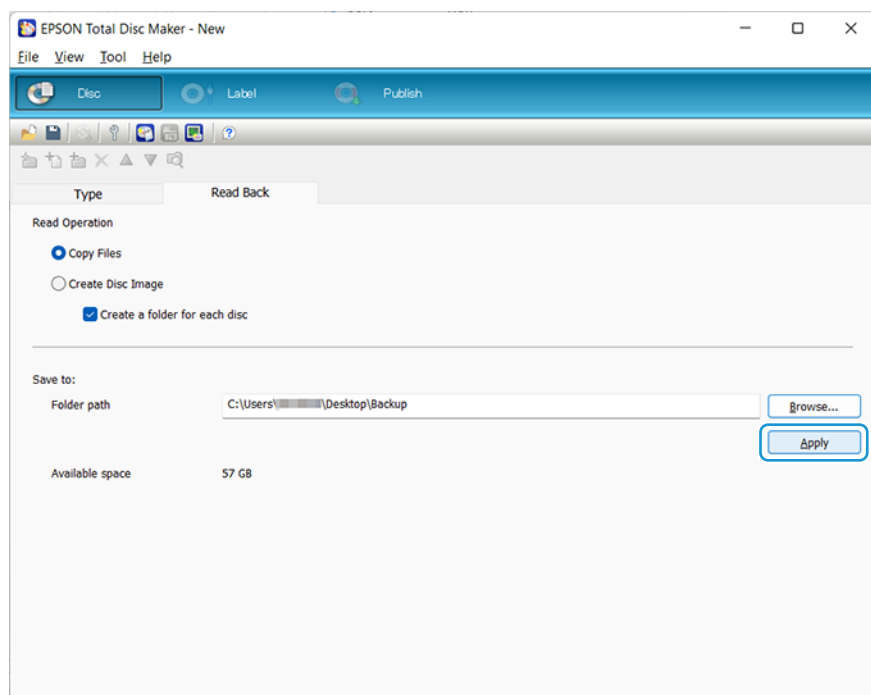 EPSON Total Disc Maker - New
File View Tool Help
Disc Label Publish
Type Read Back
Read Operation
Copy Files
Create Disc Image
Create a folder for each disc
Save to:
Folder path C:\Users\ \Desktop\Backup Browse...
Apply
Available space 57 GB